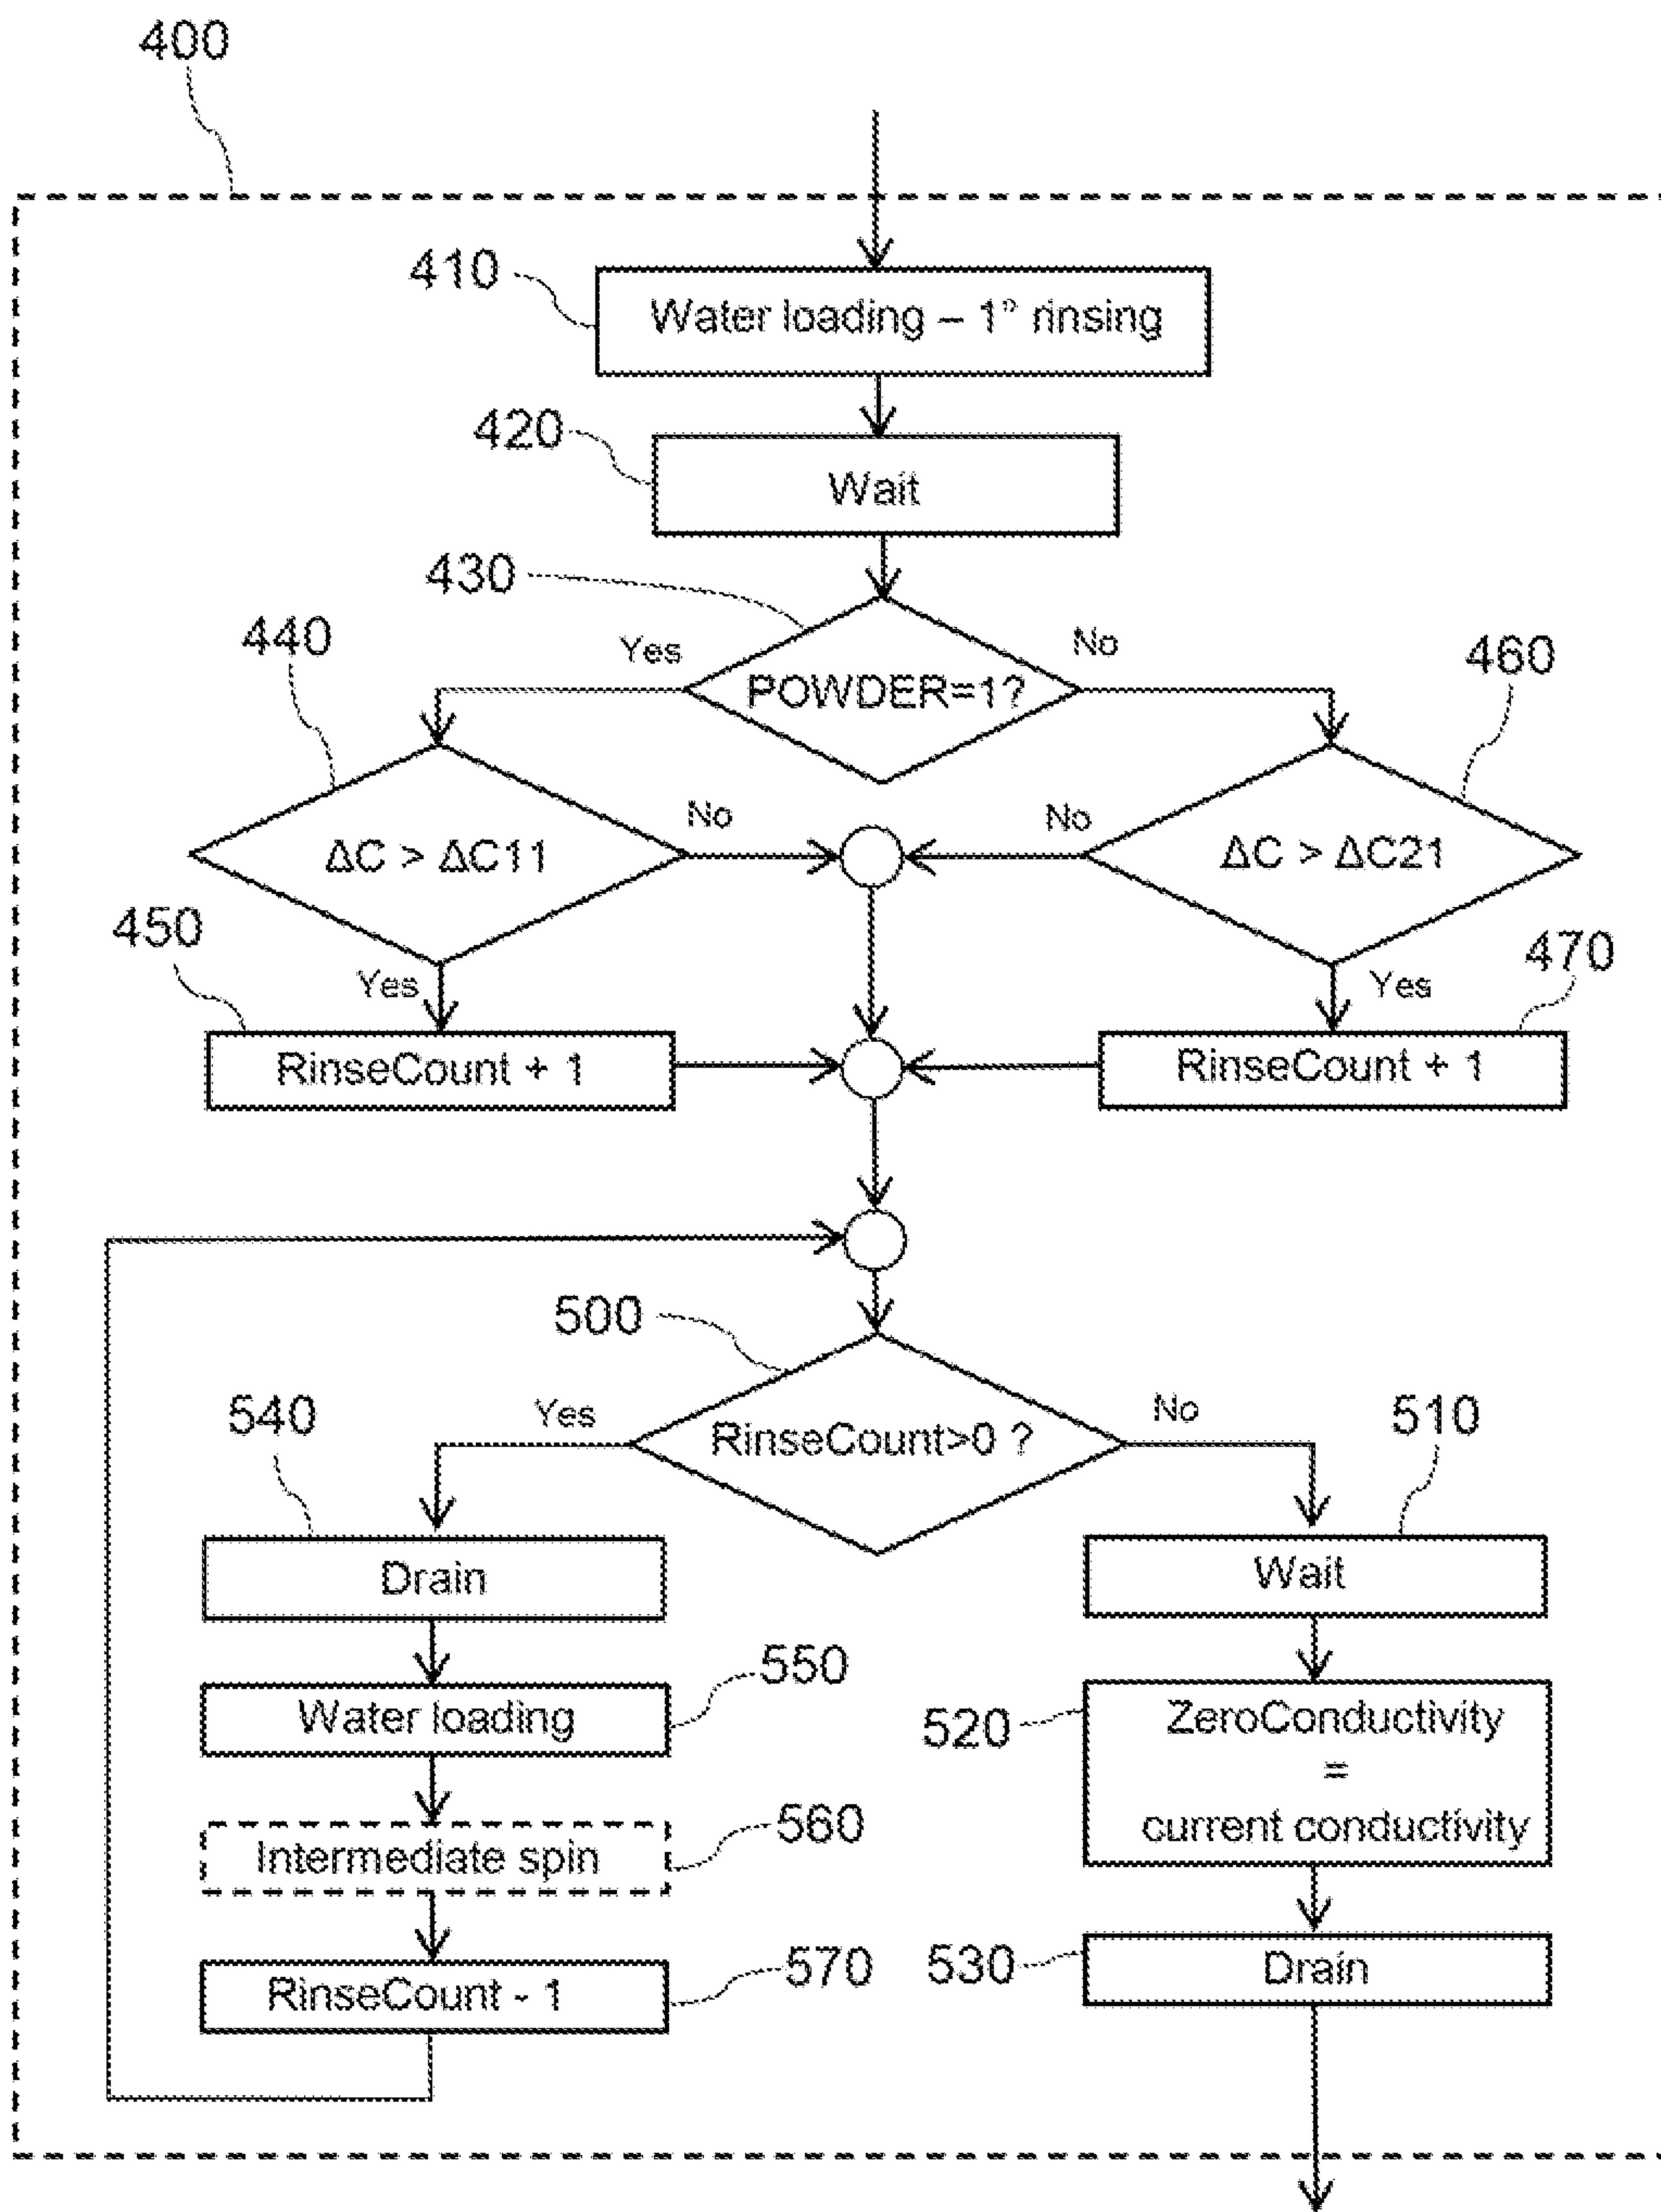 400
410
Water loading – 1° rinsing
420
Wait
430
Yes
No
POWDER=1?
440
460
ΔC > ΔC11
No
No
ΔC > ΔC21
450
Yes
Yes
470
RinseCount + 1
RinseCount + 1
500
Yes
No
RinseCount>0 ?
540
510
Drain
Wait
550
Water loading
520
ZeroConductivity
=
current conductivity
560
Intermediate spin
570
RinseCount - 1
530
Drain